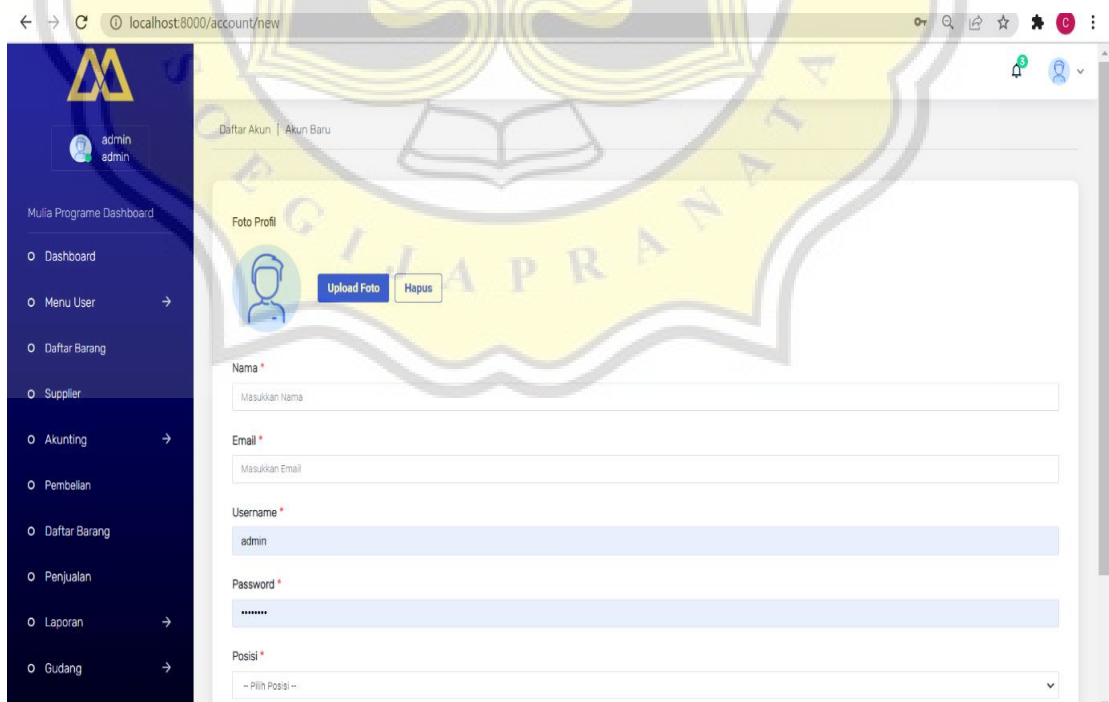 localhost:8000/account/new
C
3
admin
admin
Mulia Programe Dashboard
Dashboard
Menu User
Daftar Barang
Supplier
Akunting
Pembelian
Daftar Barang
Penjualan
Laporan
Gudang
Daftar Akun | Akun Baru
Foto Profil
Upload Foto
Hapus
Nama *
Masukkan Nama
Email *
Masukkan Email
Username *
admin
Password *
••••••••
Posisi *
-- Pilih Posisi --
SOEGIJAPRANATA